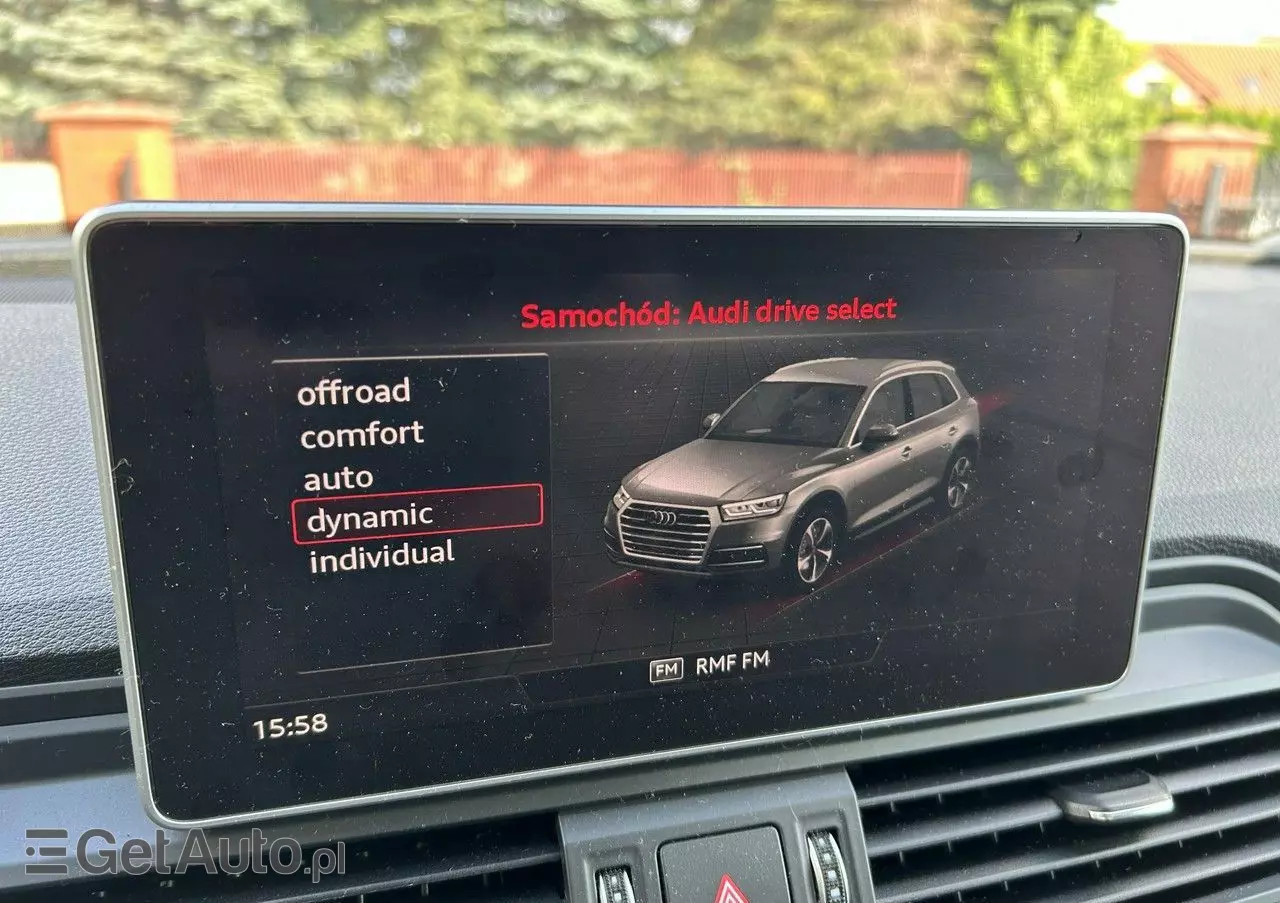 Samochód: Audi drive select
offroad
comfort
auto
dynamic
individual
FM RMF FM
15:58
GetAuto.pl